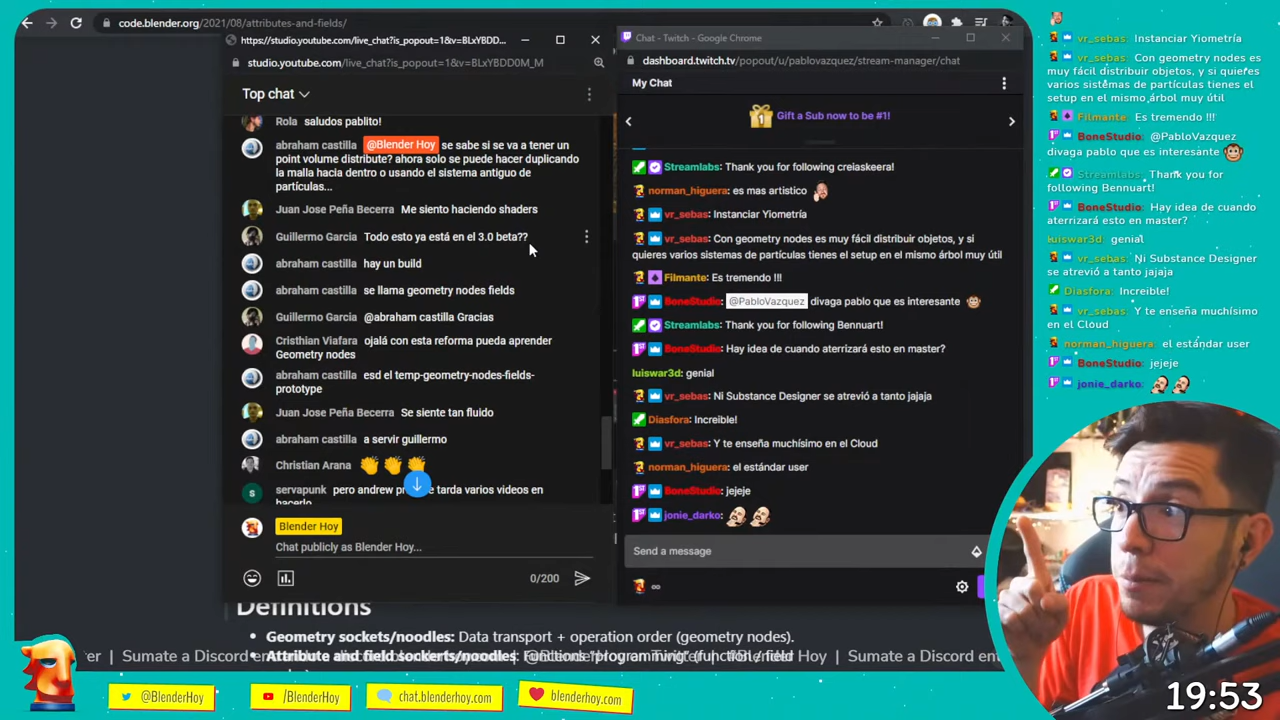 code.blender.org/2021/08/attributes-and-fields/
https://studio.youtube.com/live_chat?is_popout=1&v=BLxYBDD...
studio.youtube.com/live_chat?is_popout=1&v=BLxYBDD0M_M
Top chat
Rola saludos pablito!
abraham castilla @Blender Hoy se sabe si se va a tener un
point volume distribute? ahora solo se puede hacer duplicando
la malla hacia dentro o usando el sistema antiguo de
partículas...
Juan Jose Peña Becerra Me siento haciendo shaders
Guillermo Garcia Todo esto ya está en el 3.0 beta??
abraham castilla hay un build
abraham castilla se llama geometry nodes fields
Guillermo Garcia @abraham castilla Gracias
Cristhian Viafara ojalá con esta reforma pueda aprender
Geometry nodes
abraham castilla esd el temp-geometry-nodes-fields-
prototype
Juan Jose Peña Becerra Se siente tan fluido
abraham castilla a servir guillermo
Christian Arana
S servapunk pero andrew tarda varios videos en
hacerlo
Blender Hoy
Chat publicly as Blender Hoy...
0/200
Chat - Twitch - Google Chrome
dashboard.twitch.tv/popout/u/pablovazquez/stream-manager/chat
My Chat
1 Gift a Sub now to be #1!
Streamlabs: Thank you for following creiaskeera!
norman_higuera: es mas artistico
vr_sebas: Instanciar Yiometría
vr_sebas: Con geometry nodes es muy fácil distribuir objetos, y si
quieres varios sistemas de partículas tienes el setup en el mismo árbol muy útil
Filmante: Es tremendo !!!
BoneStudio: @PabloVazquez divaga pablo que es interesante
Streamlabs: Thank you for following Bennuart!
BoneStudio: Hay idea de cuando aterrizará esto en master?
luiswar3d: genial
vr_sebas: Ni Substance Designer se atrevió a tanto jajaja
Diasfora: Increible!
vr_sebas: Y te enseña muchísimo en el Cloud
norman_higuera: el estándar user
BoneStudio: jejeje
jonie_darko:
Send a message
∞
vr_sebas: Instanciar Yiometría
vr_sebas: Con geometry nodes es
muy fácil distribuir objetos, y si
quieres varios sistemas de
partículas tienes el setup en el
mismo árbol muy útil
Filmante: Es tremendo !!!
BoneStudio: @PabloVazquez
divaga pablo que es interesante
Streamlabs: Thank you for
following Bennuart!
BoneStudio: Hay idea de cuando
aterrizará esto en master?
luiswar3d: genial
vr_sebas: Ni Substance Designer
se atrevió a tanto jajaja
Diasfora: Increible!
vr_sebas: Y te enseña muchísimo
en el Cloud
norman_higuera: el estándar user
BoneStudio: jejeje
jonie_darko:
Definitions
Geometry sockets/noodles: Data transport + operation order (geometry nodes).
Attribute and field sockerts/noodles
Hoy | Sumate a Discord en
@BlenderHoy
/BlenderHoy
chat.blenderhoy.com
blenderhoy.com
19:53